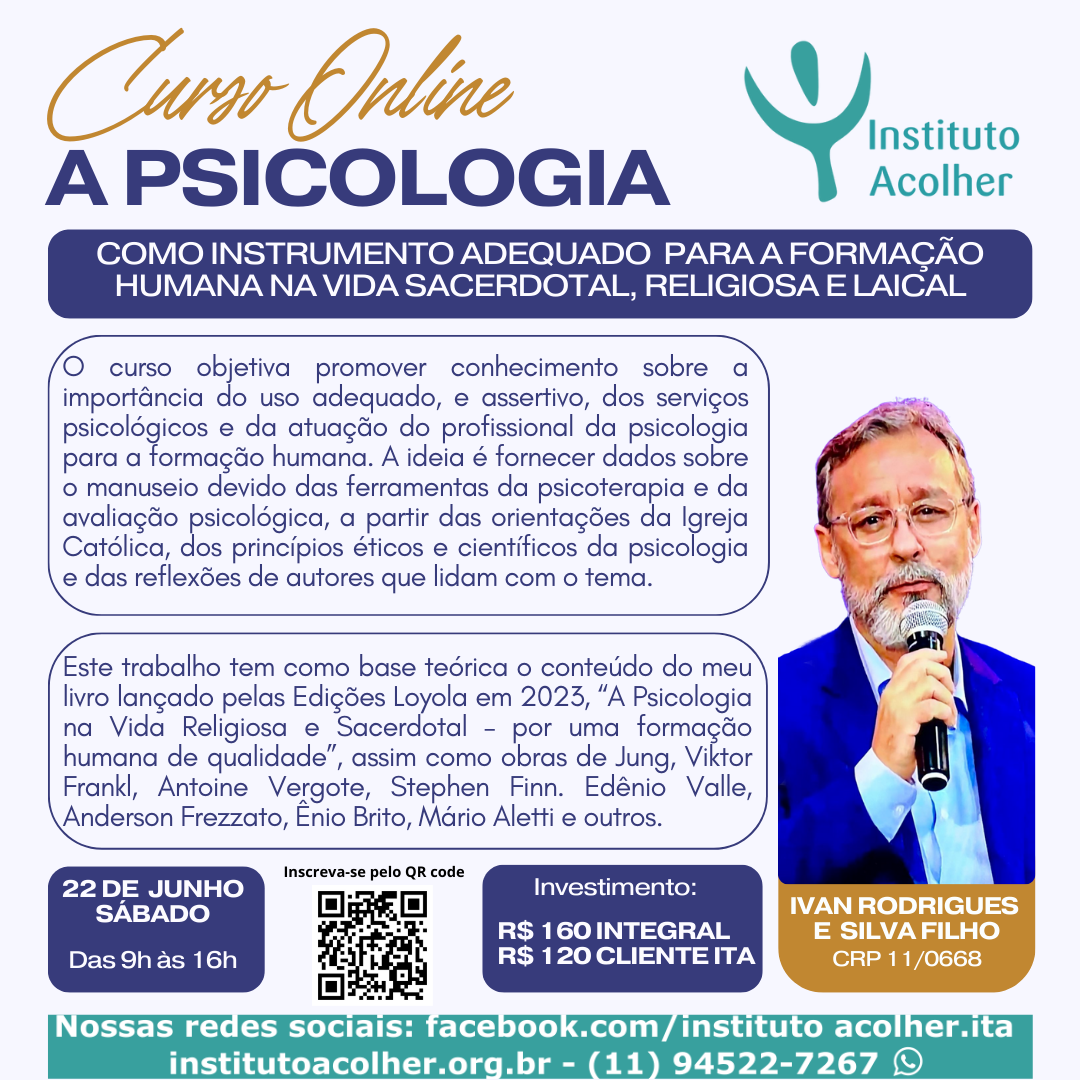 Curso Online
A PSICOLOGIA
Instituto
Acolher
COMO INSTRUMENTO ADEQUADO PARA A FORMAÇÃO
HUMANA NA VIDA SACERDOTAL, RELIGIOSA E LAICAL
O curso objetiva promover conhecimento sobre a
importância do uso adequado, e assertivo, dos serviços
psicológicos e da atuação do profissional da psicologia
para a formação humana. A ideia é fornecer dados sobre
o manuseio devido das ferramentas da psicoterapia e da
avaliação psicológica, a partir das orientações da Igreja
Católica, dos princípios éticos e científicos da psicologia
e das reflexões de autores que lidam com o tema.
Este trabalho tem como base teórica o conteúdo do meu
livro lançado pelas Edições Loyola em 2023, “A Psicologia
na Vida Religiosa e Sacerdotal – por uma formação
humana de qualidade”, assim como obras de Jung, Viktor
Frankl, Antoine Vergote, Stephen Finn. Edênio Valle,
Anderson Frezzato, Ênio Brito, Mário Aletti e outros.
22 DE JUNHO
SÁBADO
Das 9h às 16h
Inscreva-se pelo QR code
Investimento:
R$ 160 INTEGRAL
R$ 120 CLIENTE ITA
IVAN RODRIGUES
E SILVA FILHO
CRP 11/0668
Nossas redes sociais: facebook.com/instituto acolher.ita
institutoacolher.org.br - (11) 94522-7267